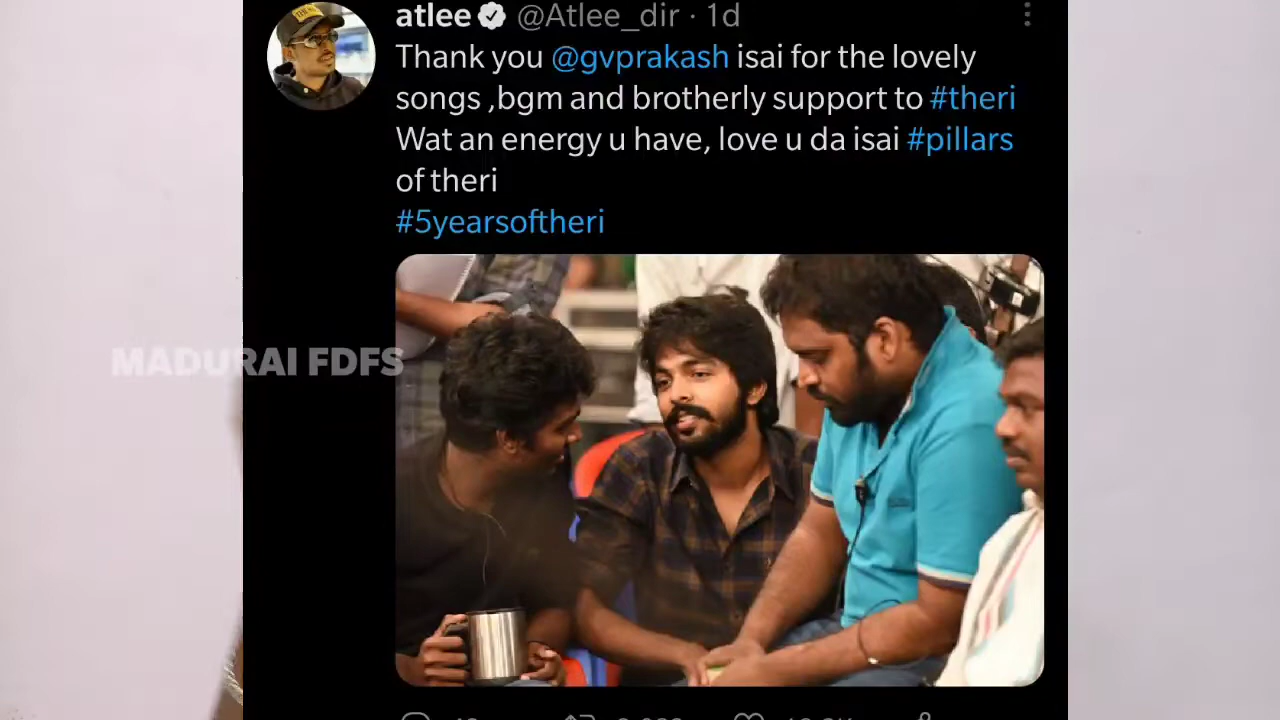 atlee @Atlee_dir · 1d
Thank you @gvprakash isai for the lovely
songs ,bgm and brotherly support to #theri
Wat an energy u have, love u da isai #pillars
of theri
#5yearsoftheri
MADURAI FDFS